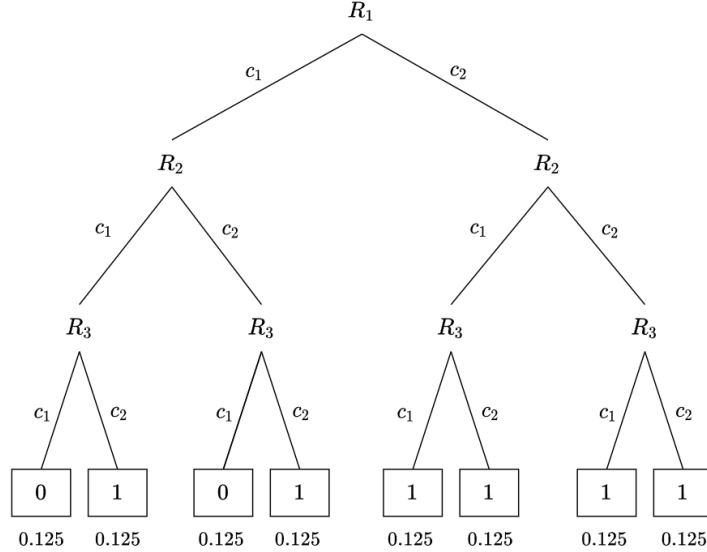 R₁
c₁ c₂
R₂ R₂
c₁ c₂ c₁ c₂
R₃ R₃ R₃ R₃
c₁ c₂ c₁ c₂ c₁ c₂ c₁ c₂
0 1 0 1 1 1 1 1
0.125 0.125 0.125 0.125 0.125 0.125 0.125 0.125